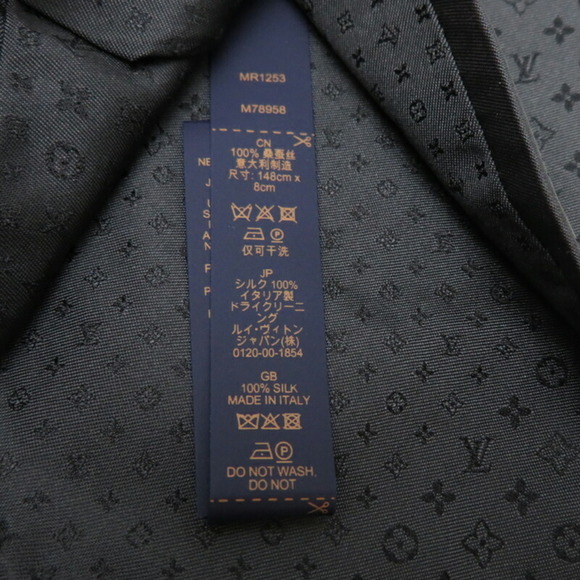 MR1253
M78958
CN
100% 桑蚕丝
意大利制造
尺寸: 148cm x
8cm
仅可干洗
JP
シルク 100%
イタリア製
ドライクリーニ
ング
ルイ・ヴィトン
ジャパン(株)
0120-00-1854
GB
100% SILK
MADE IN ITALY
DO NOT WASH.
DO NOT